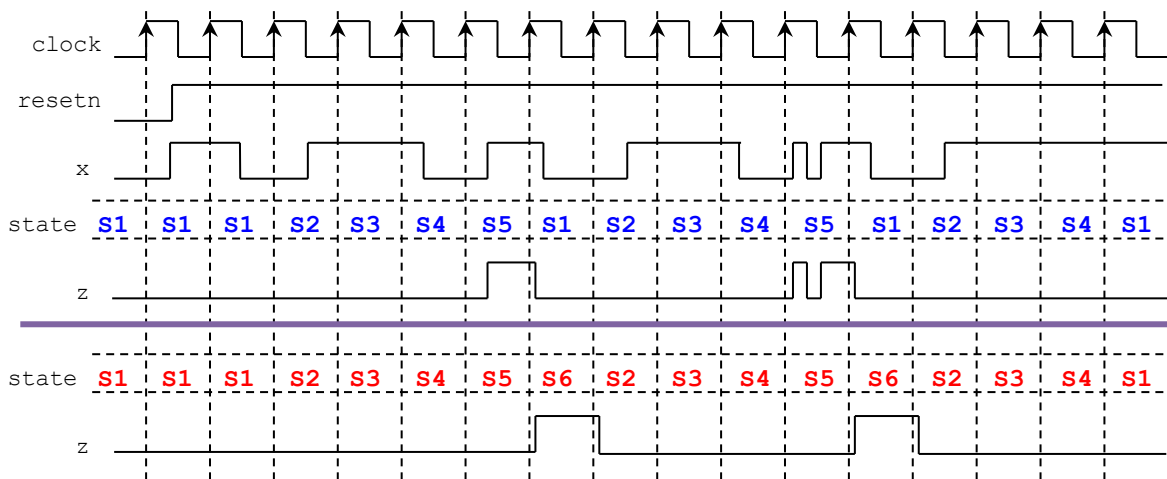 clock
resetn
x
state S1 S1 S1 S2 S3 S4 S5 S1 S2 S3 S4 S5 S1 S2 S3 S4 S1
z
state S1 S1 S1 S2 S3 S4 S5 S6 S2 S3 S4 S5 S6 S2 S3 S4 S1
z